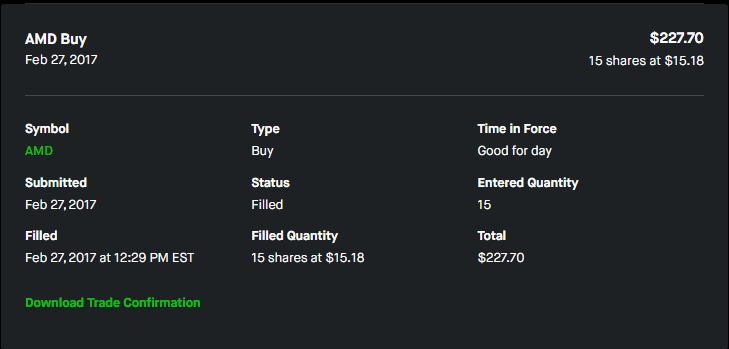 AMD Buy
$227.70
Feb 27, 2017
15 shares at $15.18
Symbol
Type
Time in Force
AMD
Buy
Good for day
Submitted
Status
Entered Quantity
Feb 27, 2017
Filled
15
Filled
Filled Quantity
Total
Feb 27, 2017 at 12:29 PM EST
15 shares at $15.18
$227.70
Download Trade Confirmation